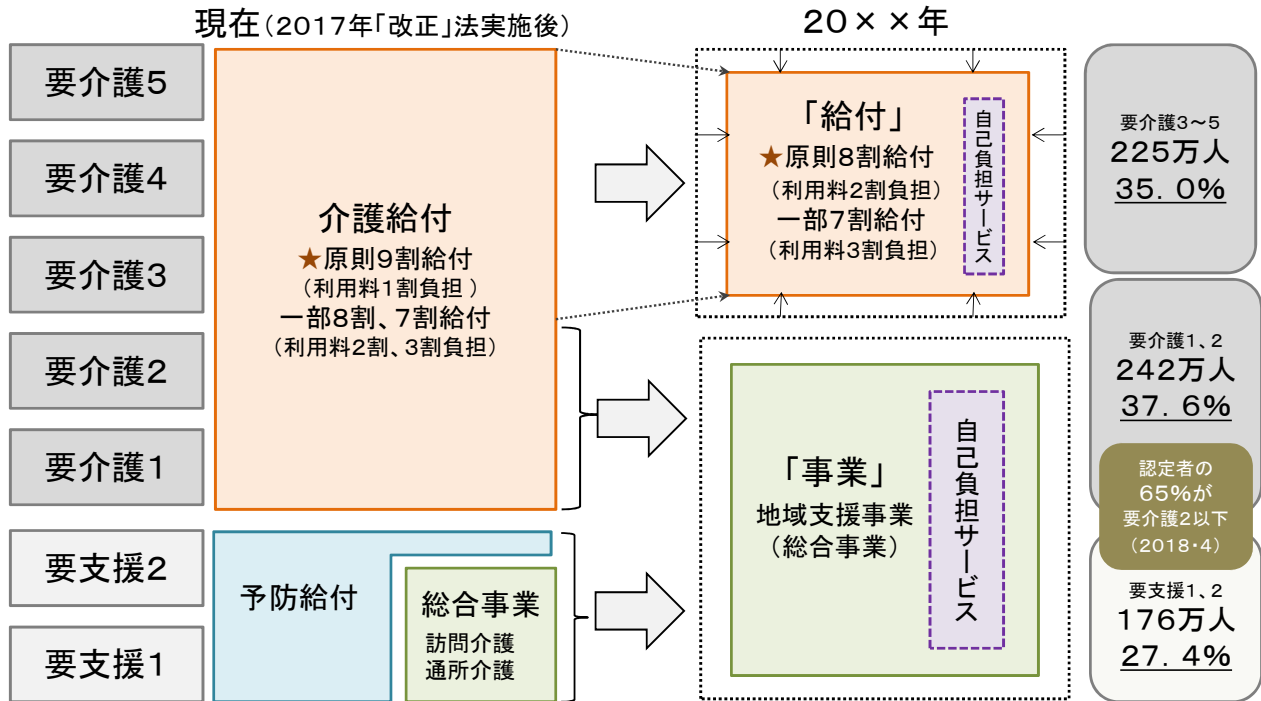 現在(2017年「改正」法実施後)
20××年
要介護5
要介護4
要介護3
要介護2
要介護1
要支援2
要支援1
介護給付
★原則9割給付
(利用料1割負担)
一部8割、7割給付
(利用料2割、3割負担)
予防給付
総合事業
訪問介護
通所介護
「給付」
★原則8割給付
(利用料2割負担)
一部7割給付
(利用料3割負担)
自己負担サービス
「事業」
地域支援事業
(総合事業)
自己負担サービス
要介護3~5
225万人
35.0%
要介護1、2
242万人
37.6%
認定者の
65%が
要介護2以下
(2018・4)
要支援1、2
176万人
27.4%